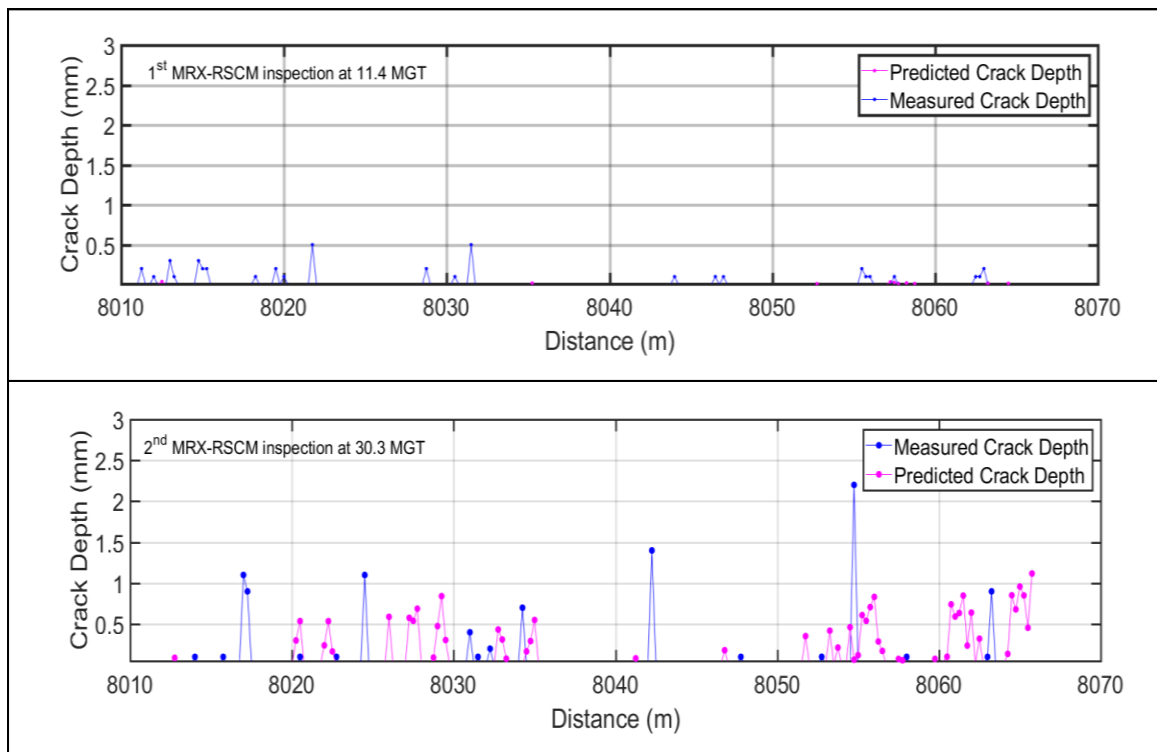 3
2.5
2
1.5
1
0.5
Crack Depth (mm)
1st MRX-RSCM inspection at 11.4 MGT
Predicted Crack Depth
Measured Crack Depth
8010 8020 8030 8040 8050 8060 8070
Distance (m)
3
2.5
2
1.5
1
0.5
Crack Depth (mm)
2nd MRX-RSCM inspection at 30.3 MGT
Measured Crack Depth
Predicted Crack Depth
8010 8020 8030 8040 8050 8060 8070
Distance (m)